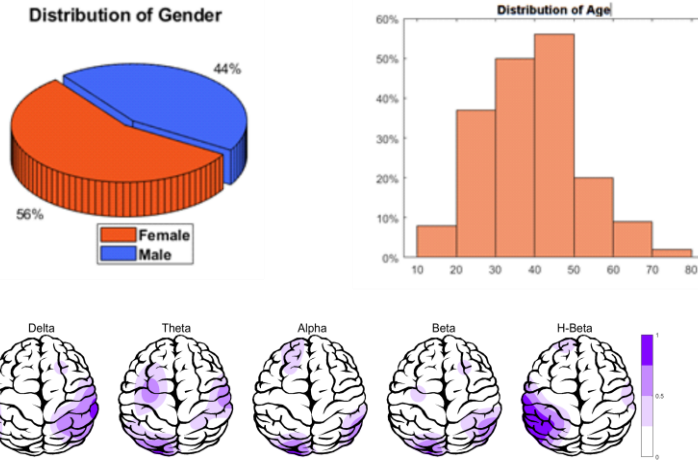 Distribution of Gender
44%
56%
Female
Male
Distribution of Age
60%
50%
40%
30%
20%
10%
0%
10 20 30 40 50 60 70 80
Delta Theta Alpha Beta H-Beta
1
0.5
0